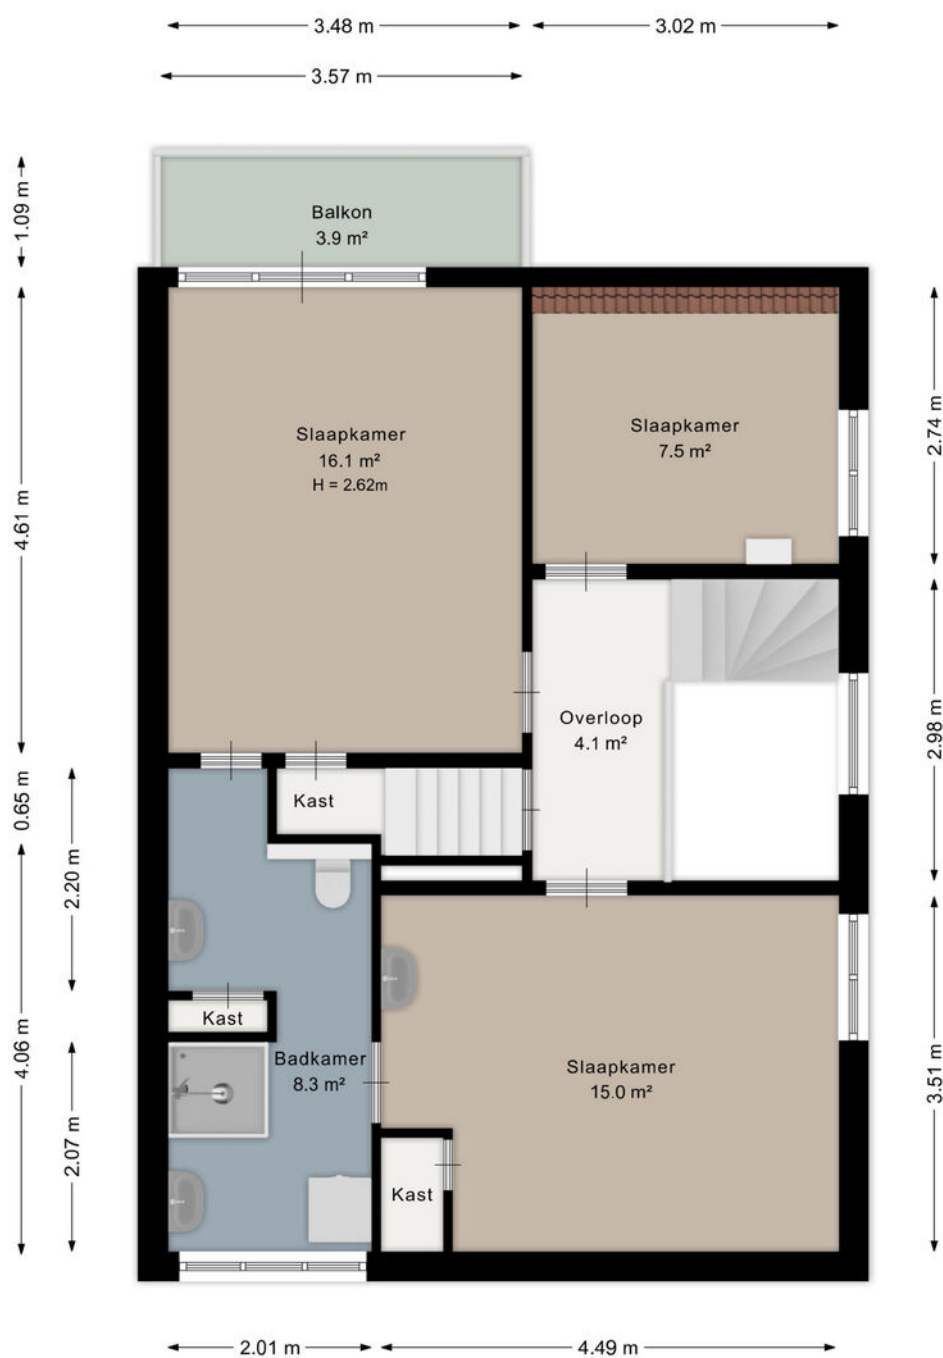 3.48 m
3.02 m
3.57 m
1.09 m
Balkon
3.9 m²
4.61 m
Slaapkamer
16.1 m²
H = 2.62m
Slaapkamer
7.5 m²
2.74 m
Overloop
4.1 m²
2.98 m
0.65 m
Kast
2.20 m
4.06 m
Kast
Badkamer
8.3 m²
Slaapkamer
15.0 m²
3.51 m
2.07 m
Kast
2.01 m
4.49 m